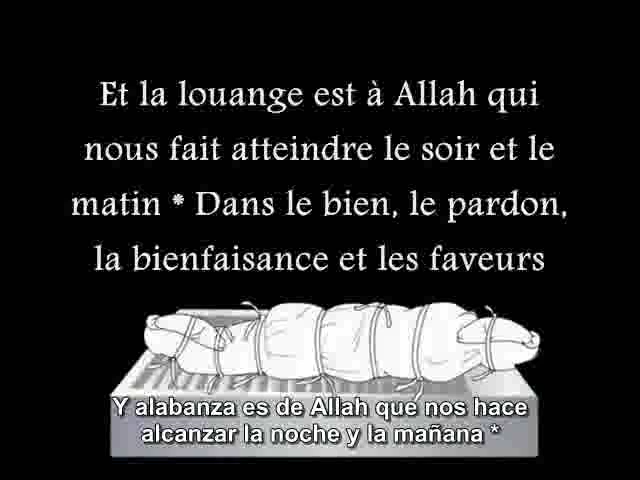 Et la louange est à Allah qui
nous fait atteindre le soir et le
matin * Dans le bien, le pardon,
la bienfaisance et les faveurs
Y alabanza es de Allah que nos hace
alcanzar la noche y la mañana *